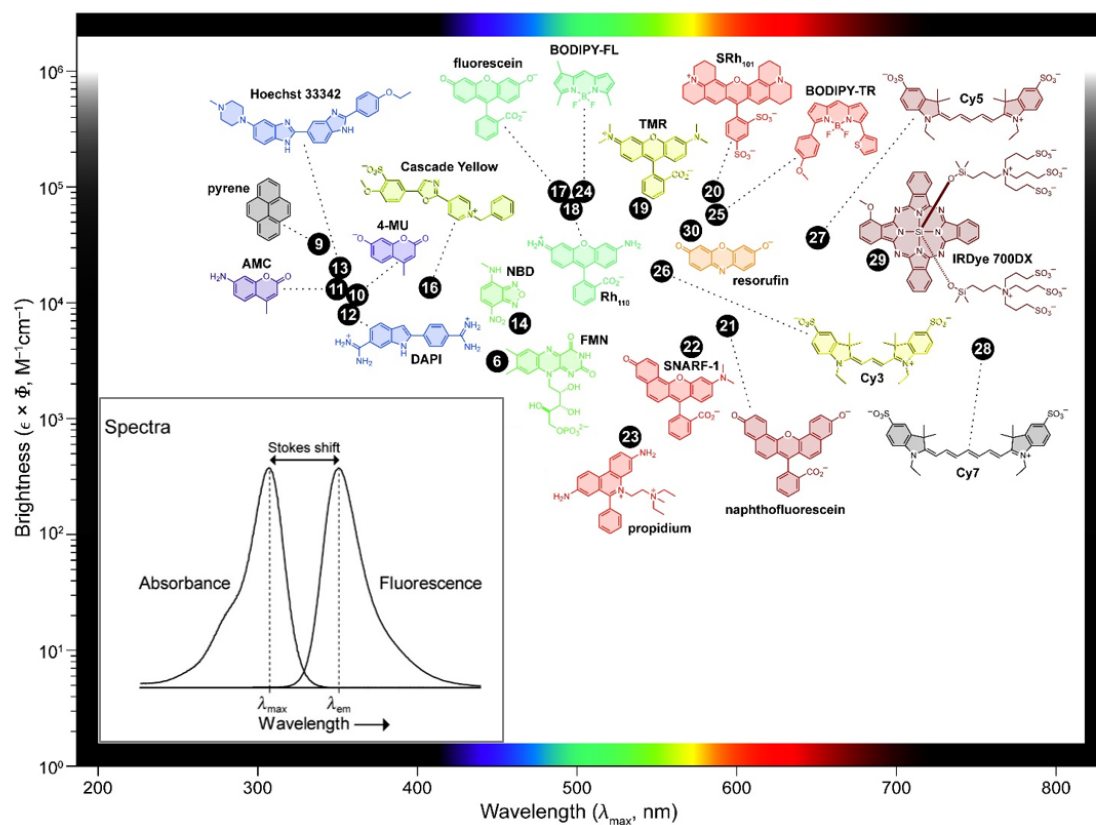 Brightness (ϵ × Φ, M⁻¹cm⁻¹)
10⁶
10⁵
10⁴
10³
10²
10¹
10⁰
200
300
400
500
600
700
800
Wavelength (λmax, nm)
Hoechst 33342
fluorescein
BODIPY-FL
SRh101
BODIPY-TR
Cy5
TMR
Cascade Yellow
pyrene
4-MU
AMC
NBD
Rh110
resorufin
IRDye 700DX
DAPI
FMN
SNARF-1
Cy3
propidium
naphthofluorescein
Cy7
17
24
18
19
20
25
30
27
29
9
13
11
10
12
16
14
6
26
22
21
28
23
Spectra
Stokes shift
Absorbance
Fluorescence
λmax
λem
Wavelength